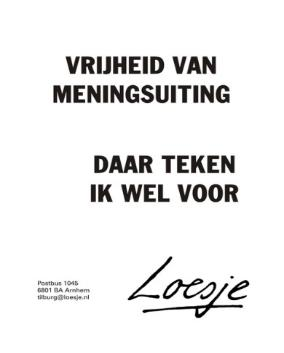 VRIJHEID VAN
MENINGSUITING
DAAR TEKEN
IK WEL VOOR
Postbus 1045
6801 BA Arnhem
tilburg@loesje.nl
Loesje